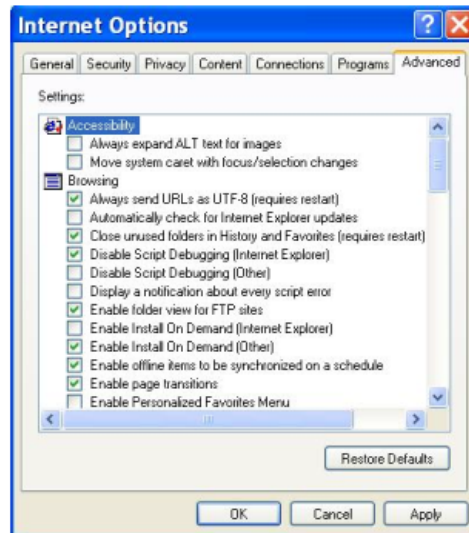 Internet Options
General Security Privacy Content Connections Programs Advanced
Settings:
Accessibility
Always expand ALT text for images
Move system caret with focus/selection changes
Browsing
Always send URLs as UTF-8 (requires restart)
Automatically check for Internet Explorer updates
Close unused folders in History and Favorites (requires restart)
Disable Script Debugging (Internet Explorer)
Disable Script Debugging (Other)
Display a notification about every script error
Enable folder view for FTP sites
Enable Install On Demand (Internet Explorer)
Enable Install On Demand (Other)
Enable offline items to be synchronized on a schedule
Enable page transitions
Enable Personalized Favorites Menu
Restore Defaults
OK Cancel Apply